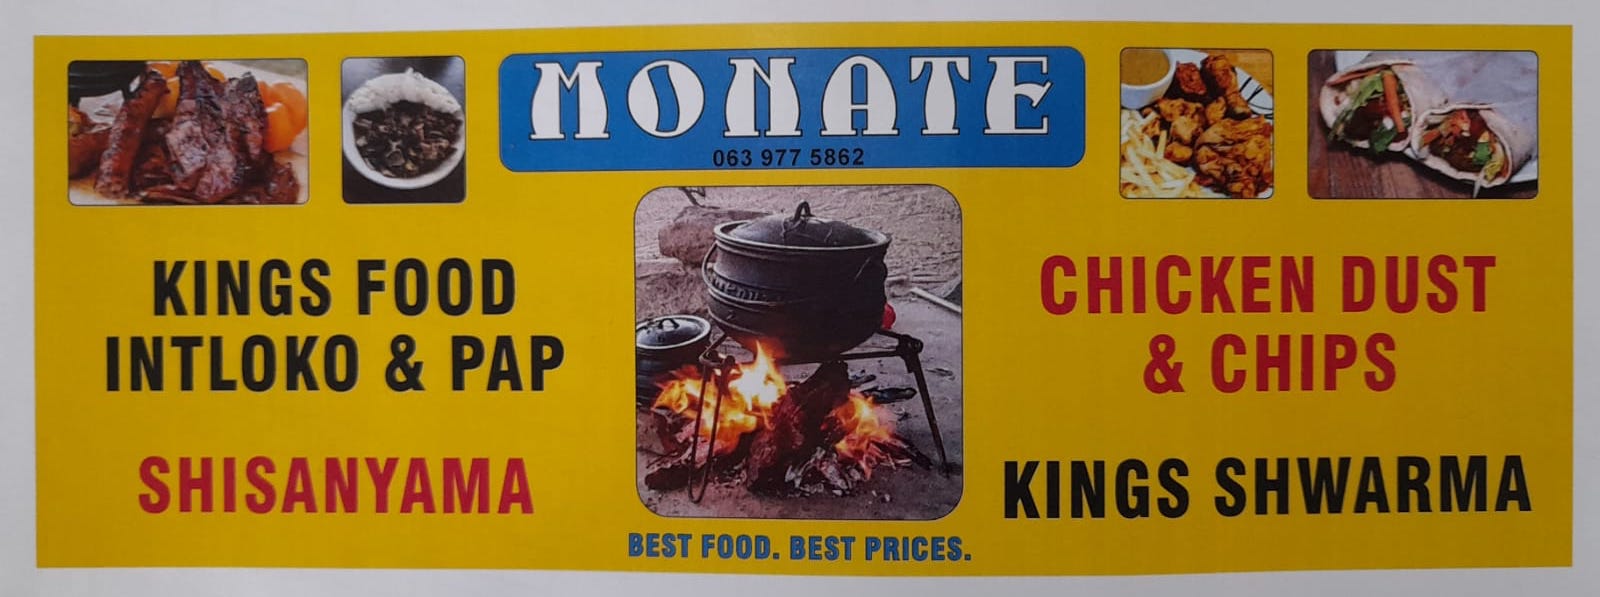 MONATE
063 977 5862
KINGS FOOD
INTLOKO & PAP
SHISANYAMA
CHICKEN DUST
& CHIPS
KINGS SHWARMA
BEST FOOD. BEST PRICES.